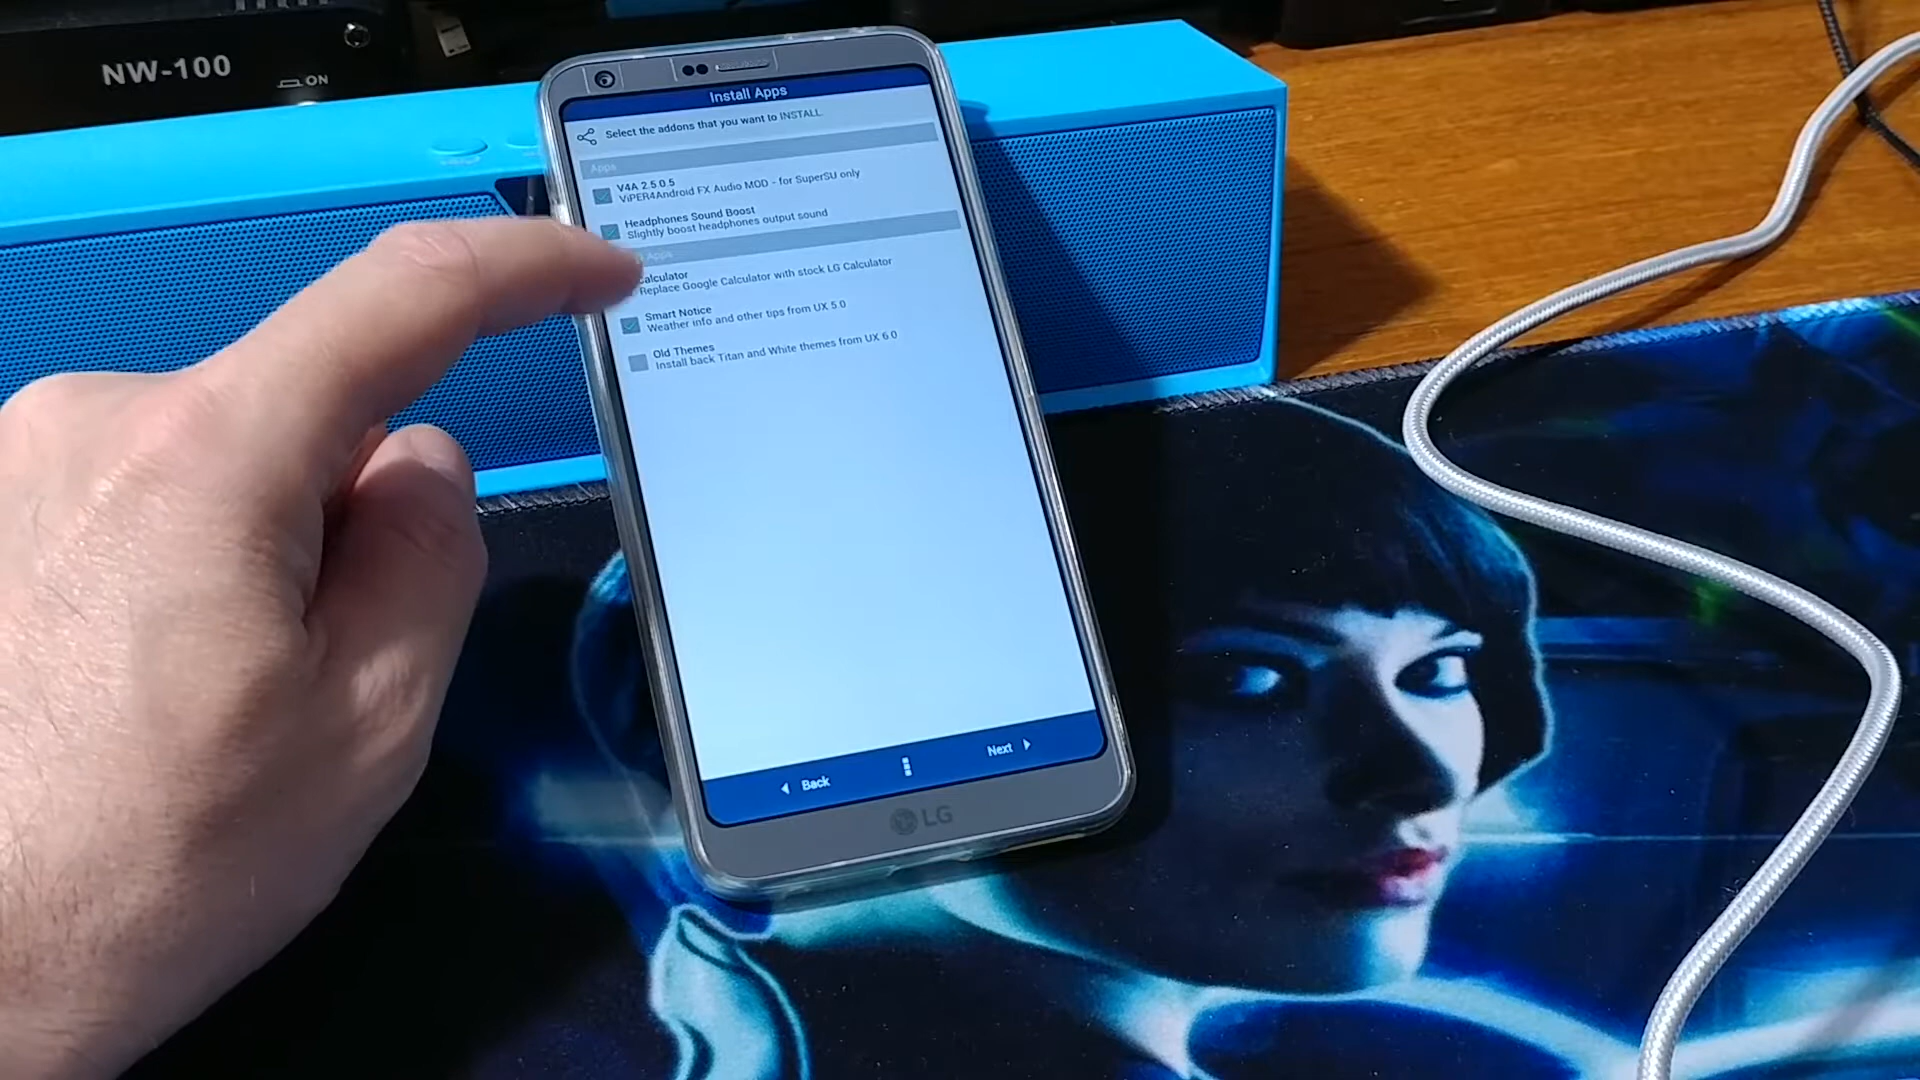 NW-100
ON
Install Apps
Select the addons that you want to INSTALL.
Apps
V4A 2.5.0.5
ViPER4Android FX Audio MOD - for SuperSU only
Headphones Sound Boost
Slightly boost headphones output sound
Apps
Calculator
Replace Google Calculator with stock LG Calculator
Smart Notice
Weather info and other tips from UX 5.0
Old Themes
Install back Titan and White themes from UX 6.0
Back
Next
LG